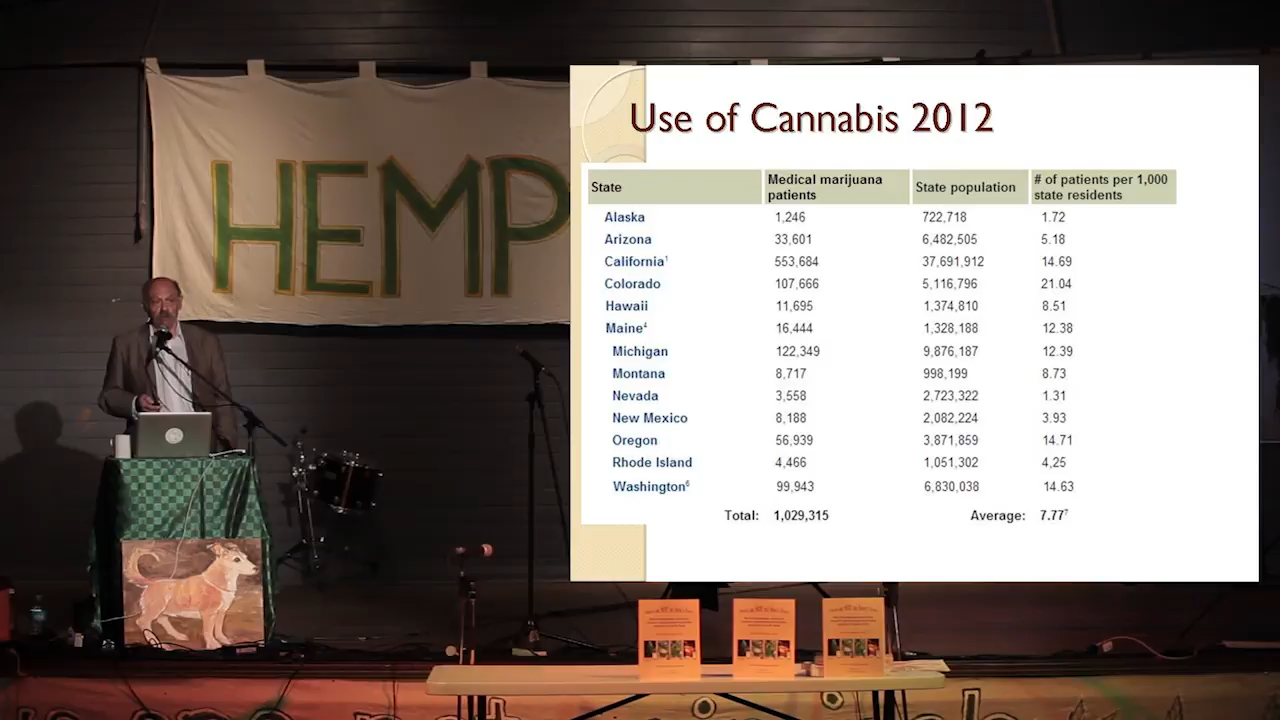 HEMP
Use of Cannabis 2012
State Medical marijuana patients State population # of patients per 1,000 state residents
Alaska 1,246 722,718 1.72
Arizona 33,601 6,482,505 5.18
California¹ 553,684 37,691,912 14.69
Colorado 107,666 5,116,796 21.04
Hawaii 11,695 1,374,810 8.51
Maine⁴ 16,444 1,328,188 12.38
Michigan 122,349 9,876,187 12.39
Montana 8,717 998,199 8.73
Nevada 3,558 2,723,322 1.31
New Mexico 8,188 2,082,224 3.93
Oregon 56,939 3,871,859 14.71
Rhode Island 4,466 1,051,302 4,25
Washington⁶ 99,943 6,830,038 14.63
Total: 1,029,315 Average: 7.77⁷